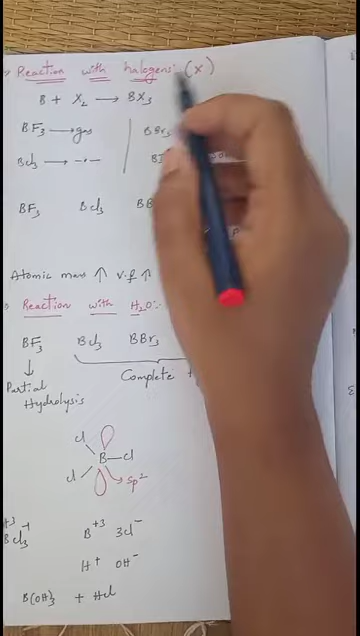 Reaction with halogens:- (X)
B + X₂ → BX₃
BF₃ → gas
BCl₃ → -"-
BF₃ BCl₃
Atomic mass ↑ v.f ↑
Reaction with H₂O:-
BF₃ BCl₃ BBr₃
↓
Partial Complete
Hydrolysis
Cl
B—Cl
Cl sp²
B⁺³ 3Cl⁻
BCl₃
H⁺ OH⁻
B(OH)₃ + HCl